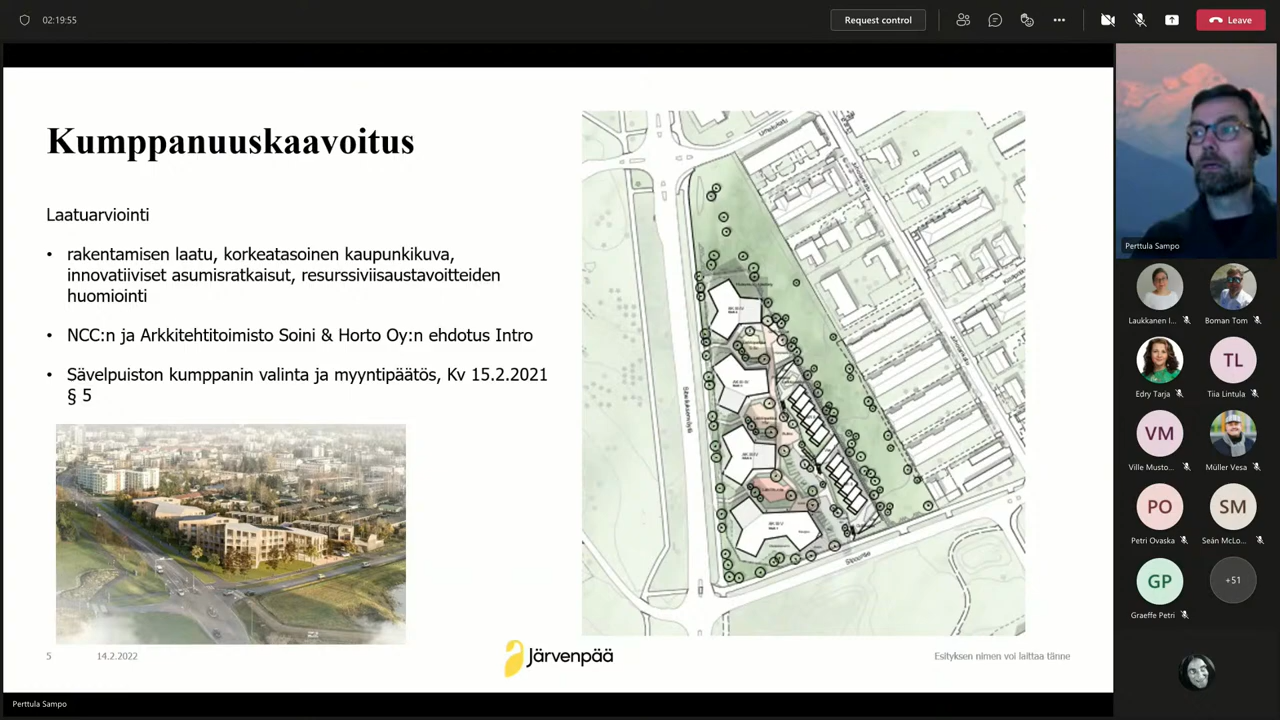 02:19:55
Request control
Leave
Kumppanuuskaavoitus
Laatuarviointi
• rakentamisen laatu, korkeatasoinen kaupunkikuva,
innovatiiviset asumisratkaisut, resurssiviisaustavoitteiden
huomiointi
• NCC:n ja Arkkitehtitoimisto Soini & Horto Oy:n ehdotus Intro
• Sävelpuiston kumppanin valinta ja myyntipäätös, Kv 15.2.2021
§ 5
5
14.2.2022
Järvenpää
Esityksen nimen voi laittaa tänne
Perttula Sampo
Perttula Sampo
Laukkanen I...
Boman Tom
Edry Tarja
TL
Tiia Lintula
VM
Ville Musto...
Müller Vesa
PO
Petri Ovaska
SM
Seán McLo...
GP
Graeffe Petri
+51